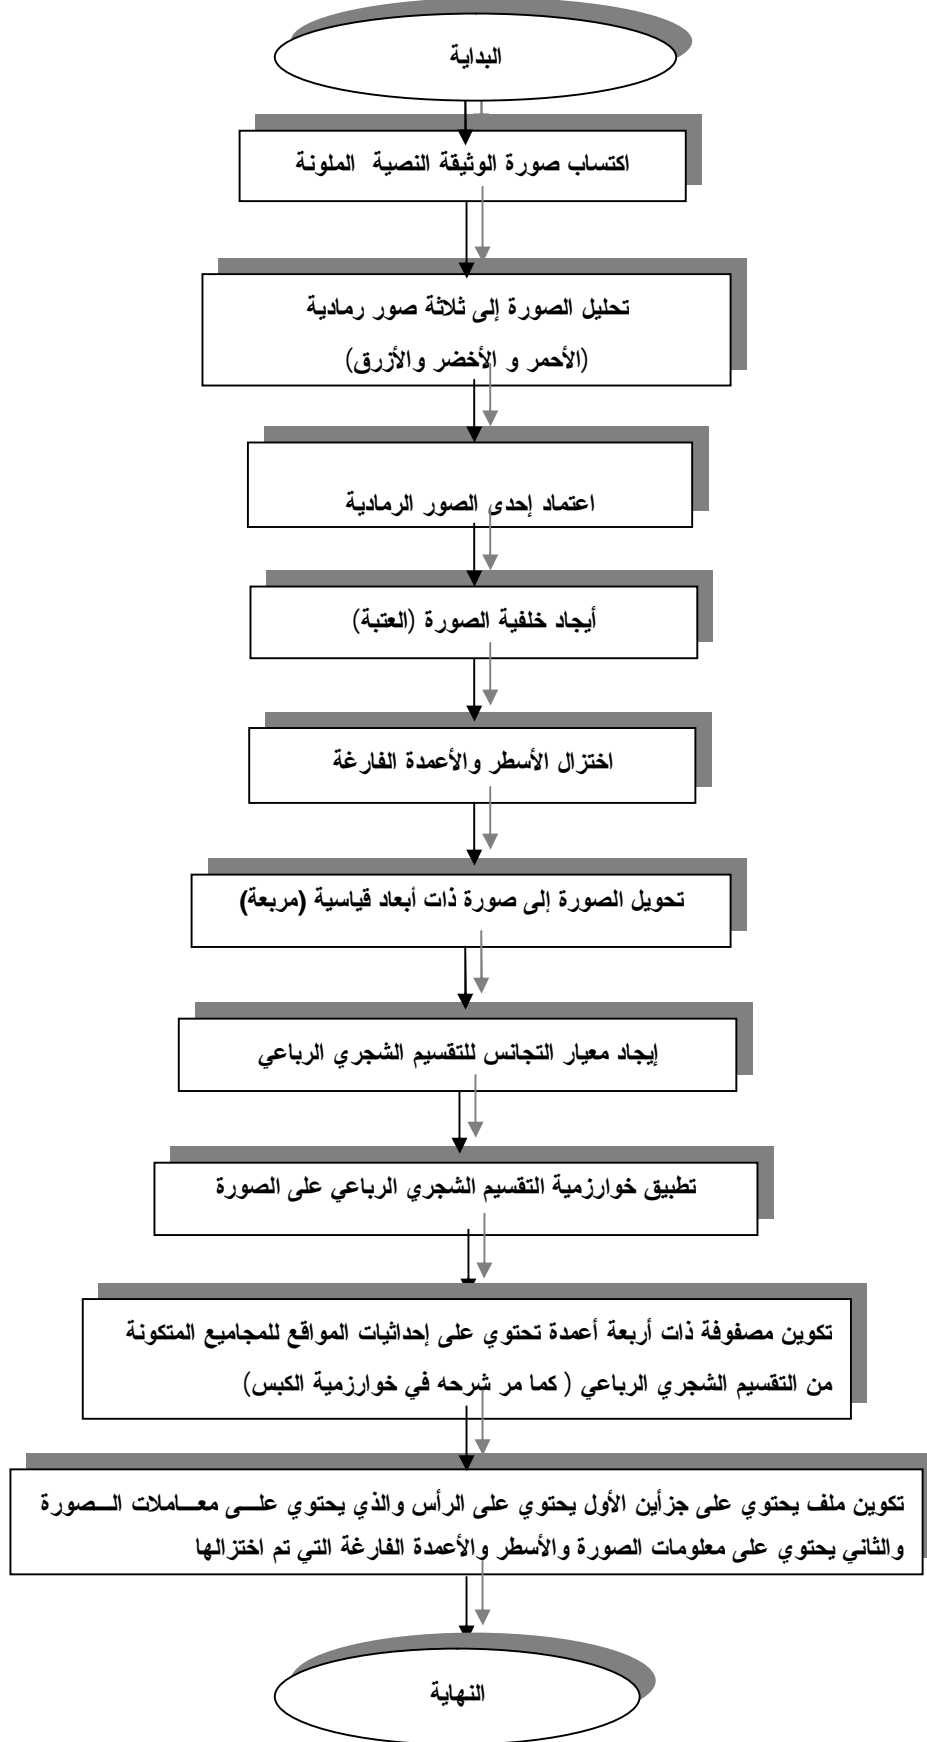 البداية
اكتساب صورة الوثيقة النصية الملونة
تحليل الصورة إلى ثلاثة صور رمادية
(الأحمر و الأخضر والأزرق)
اعتماد إحدى الصور الرمادية
أيجاد خلفية الصورة (العتبة)
اختزال الأسطر والأعمدة الفارغة
تحويل الصورة إلى صورة ذات أبعاد قياسية (مربعة)
إيجاد معيار التجانس للتقسيم الشجري الرباعي
تطبيق خوارزمية التقسيم الشجري الرباعي على الصورة
تكوين مصفوفة ذات أربعة أعمدة تحتوي على إحداثيات المواقع للمجاميع المتكونة
من التقسيم الشجري الرباعي ( كما مر شرحه في خوارزمية الكبس)
تكوين ملف يحتوي على جزأين الأول يحتوي على الرأس والذي يحتوي علـــى معـــاملات الـــصورة
والثاني يحتوي على معلومات الصورة والأسطر والأعمدة الفارغة التي تم اختزالها
النهاية